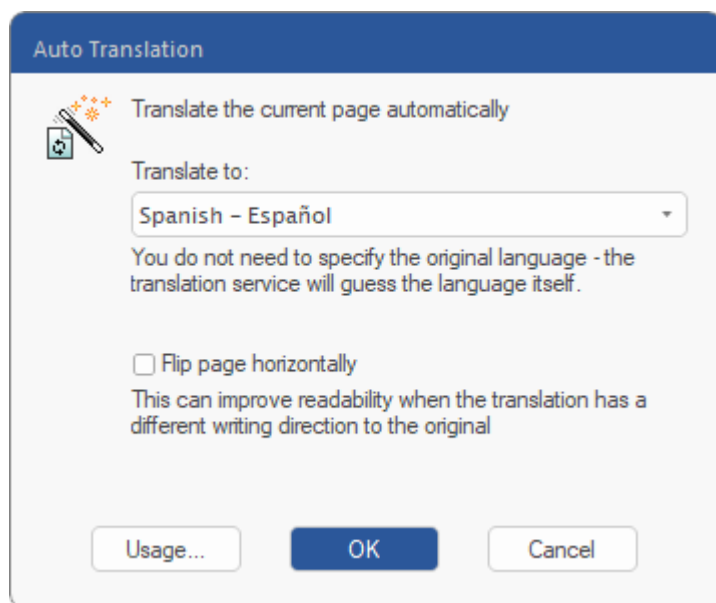 Auto Translation
Translate the current page automatically
Translate to:
Spanish – Español
You do not need to specify the original language - the
translation service will guess the language itself.
Flip page horizontally
This can improve readability when the translation has a
different writing direction to the original
Usage...
OK
Cancel